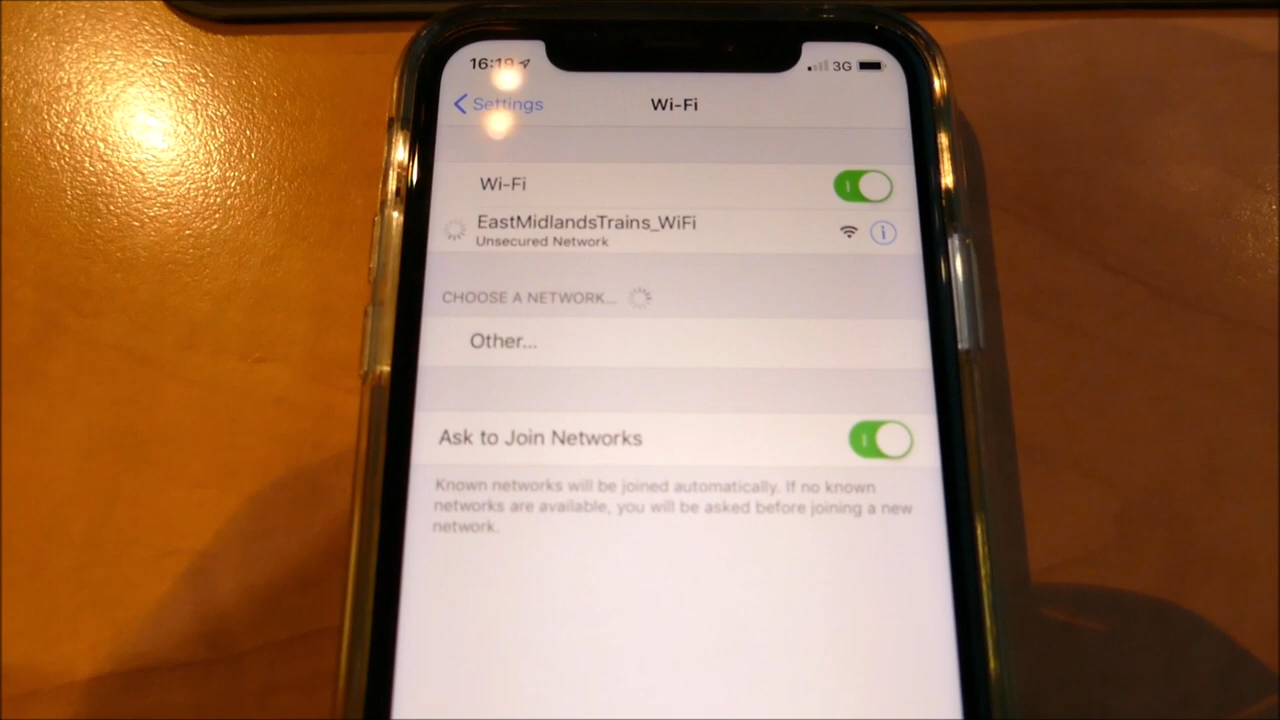 16:19
3G
Settings
Wi-Fi
Wi-Fi
EastMidlandsTrains_WiFi
Unsecured Network
CHOOSE A NETWORK...
Other...
Ask to Join Networks
Known networks will be joined automatically. If no known
networks are available, you will be asked before joining a new
network.